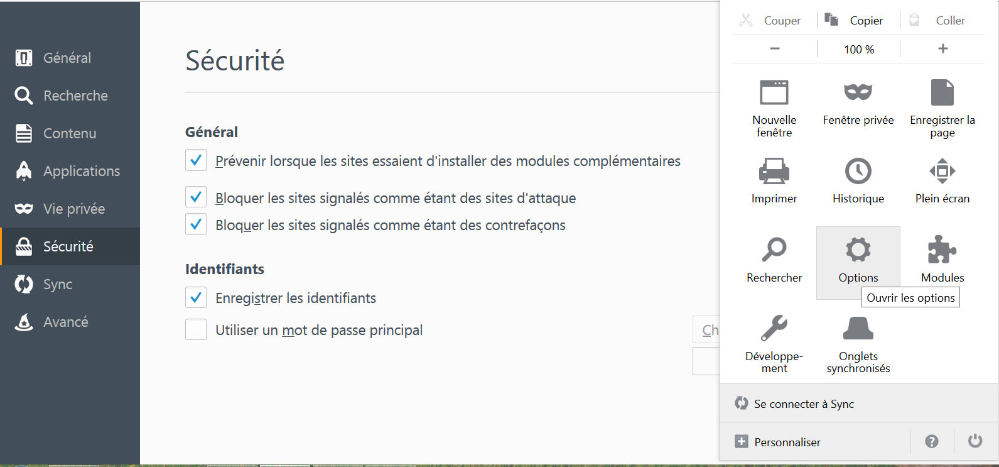 Général
Recherche
Contenu
Applications
Vie privée
Sécurité
Sync
Avancé
Sécurité
Général
Prévenir lorsque les sites essaient d'installer des modules complémentaires
Bloquer les sites signalés comme étant des sites d'attaque
Bloquer les sites signalés comme étant des contrefaçons
Identifiants
Enregistrer les identifiants
Utiliser un mot de passe principal
Ch
Couper
Copier
Coller
− 100 % +
Nouvelle
fenêtre
Fenêtre privée
Enregistrer la
page
Imprimer
Historique
Plein écran
Rechercher
Options
Modules
Ouvrir les options
Développe-
ment
Onglets
synchronisés
Se connecter à Sync
Personnaliser
?